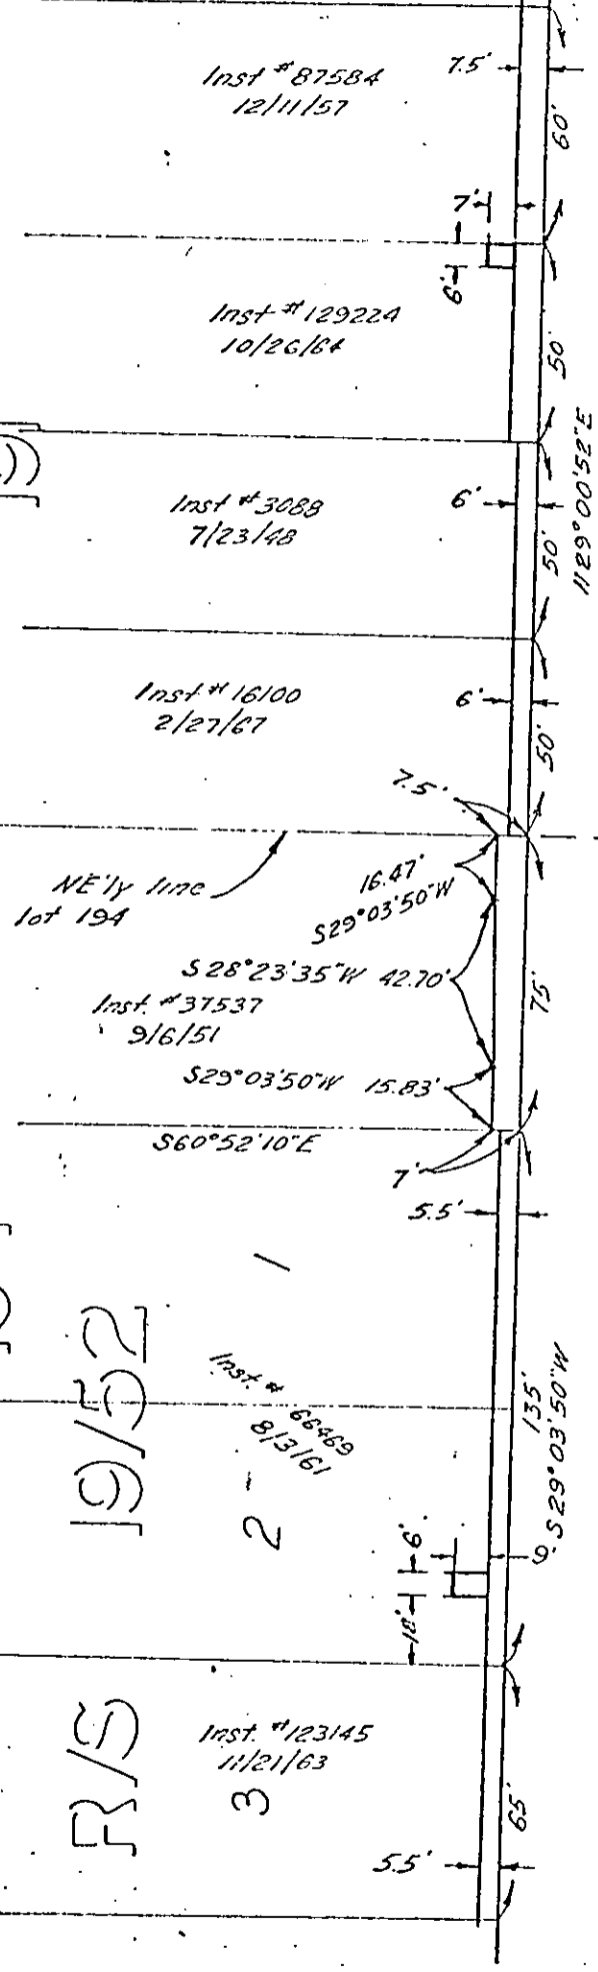 Inst #87584
12/11/57
7.5'
60'
7'
6'
Inst #129224
10/26/64
50'
N29°00'52"E
Inst #3088
7/23/48
6'
50'
Inst #16100
2/27/67
6'
50'
7.5'
NE'ly line
lot 194
16.47'
S29°03'50"W
S28°23'35"W 42.70'
Inst. #37537
9/6/51
75'
S29°03'50"W 15.83'
S60°52'10"E
7'
5.5'
1
19/52
Inst. # 66469
8/3/61
2
135'
S29°03'50"W
6'
9'
18'
R/S
Inst. #123145
11/21/63
3
65'
5.5'